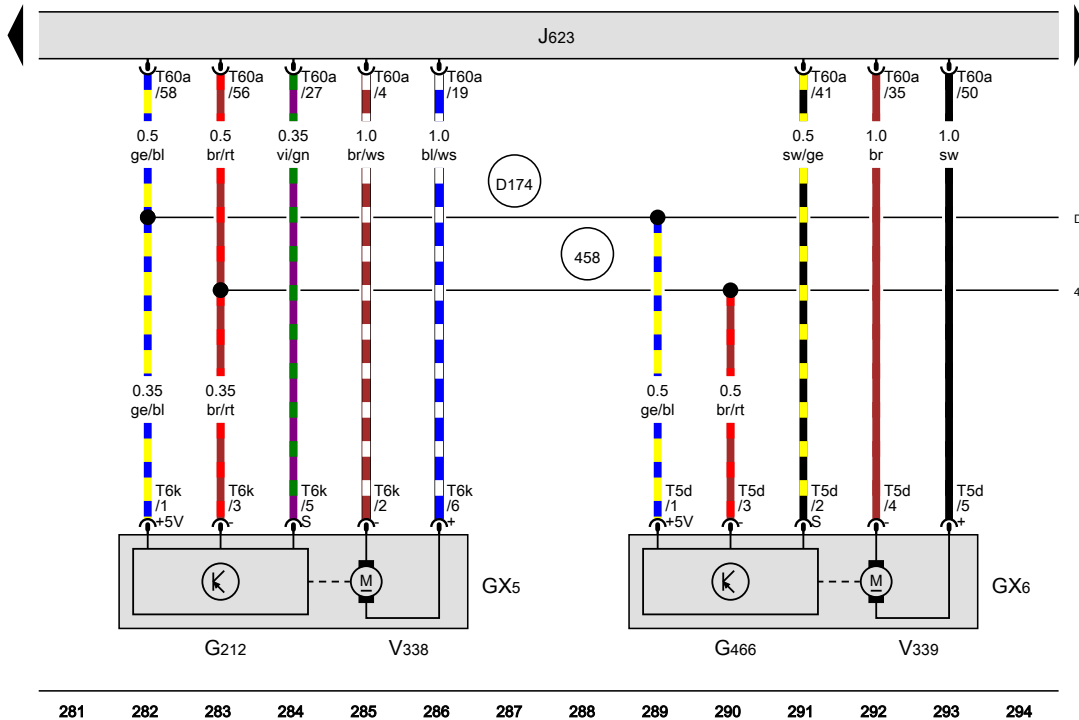 J623
T60a T60a T60a T60a T60a T60a T60a T60a
/58 /56 /27 /4 /19 /41 /35 /50
0.5 0.5 0.35 1.0 1.0 0.5 1.0 1.0
ge/bl br/rt vi/gn br/ws bl/ws sw/ge br sw
D174
D
458
4
0.35 0.35 0.5 0.5
ge/bl br/rt ge/bl br/rt
T6k T6k T6k T6k T6k T5d T5d T5d T5d T5d
/1 /3 /5 /2 /6 /1 /3 /2 /4 /5
+5V - S - + +5V - S - +
M M
GX5 GX6
G212 V338 G466 V339
281 282 283 284 285 286 287 288 289 290 291 292 293 294